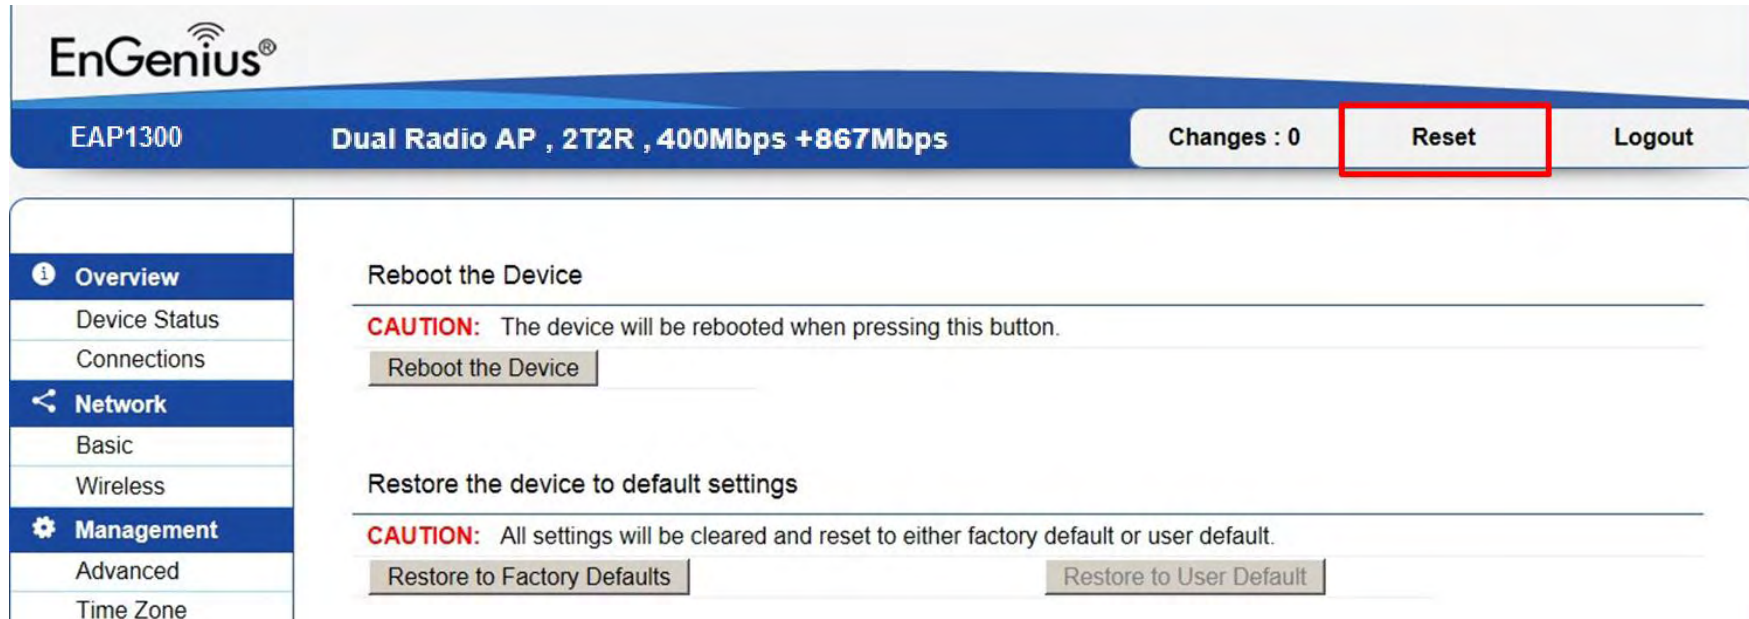 EnGenius®
EAP1300 Dual Radio AP , 2T2R , 400Mbps +867Mbps Changes : 0 Reset Logout
Overview
Device Status
Connections
Network
Basic
Wireless
Management
Advanced
Time Zone
Reboot the Device
CAUTION: The device will be rebooted when pressing this button.
Reboot the Device
Restore the device to default settings
CAUTION: All settings will be cleared and reset to either factory default or user default.
Restore to Factory Defaults Restore to User Default